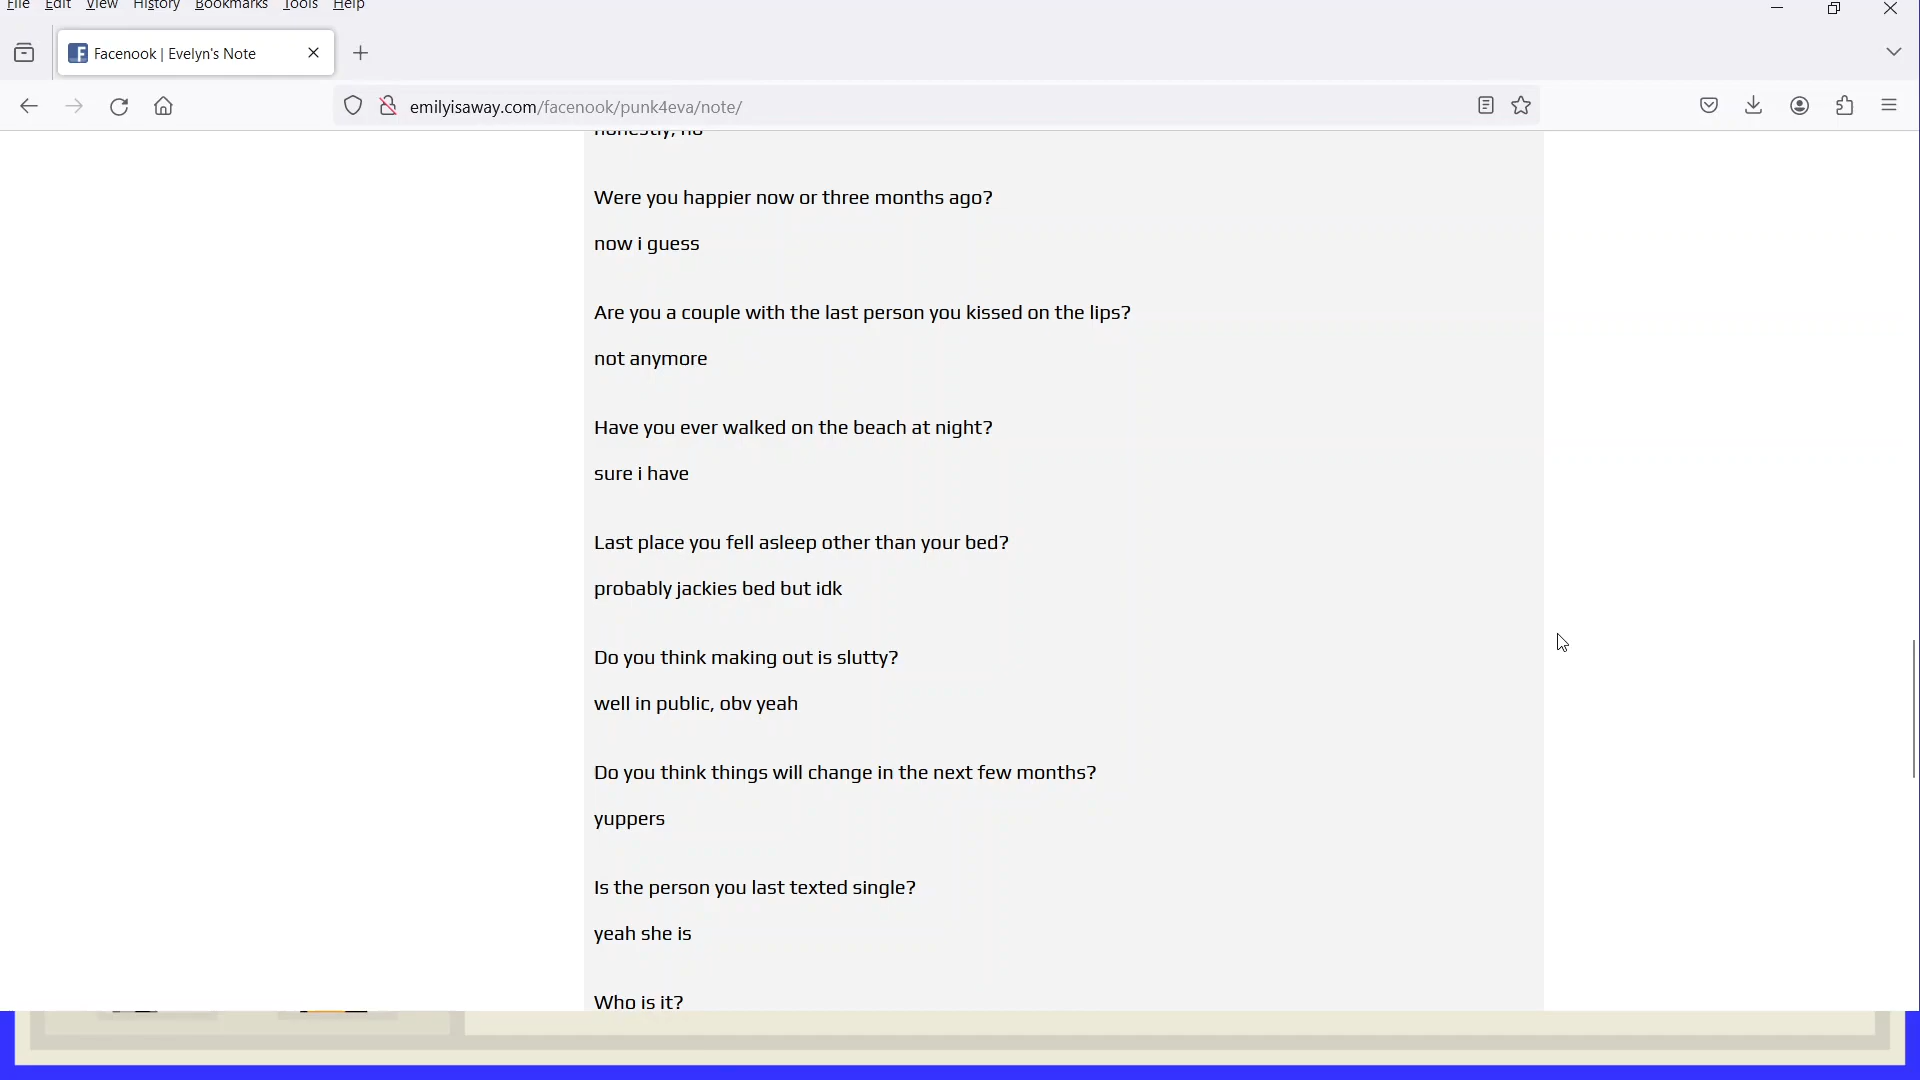 File Edit View History Bookmarks Tools Help
Facenook | Evelyn's Note
emilyisaway.com/facenook/punk4eva/note/
honestly, no
Were you happier now or three months ago?
now i guess
Are you a couple with the last person you kissed on the lips?
not anymore
Have you ever walked on the beach at night?
sure i have
Last place you fell asleep other than your bed?
probably jackies bed but idk
Do you think making out is slutty?
well in public, obv yeah
Do you think things will change in the next few months?
yuppers
Is the person you last texted single?
yeah she is
Who is it?